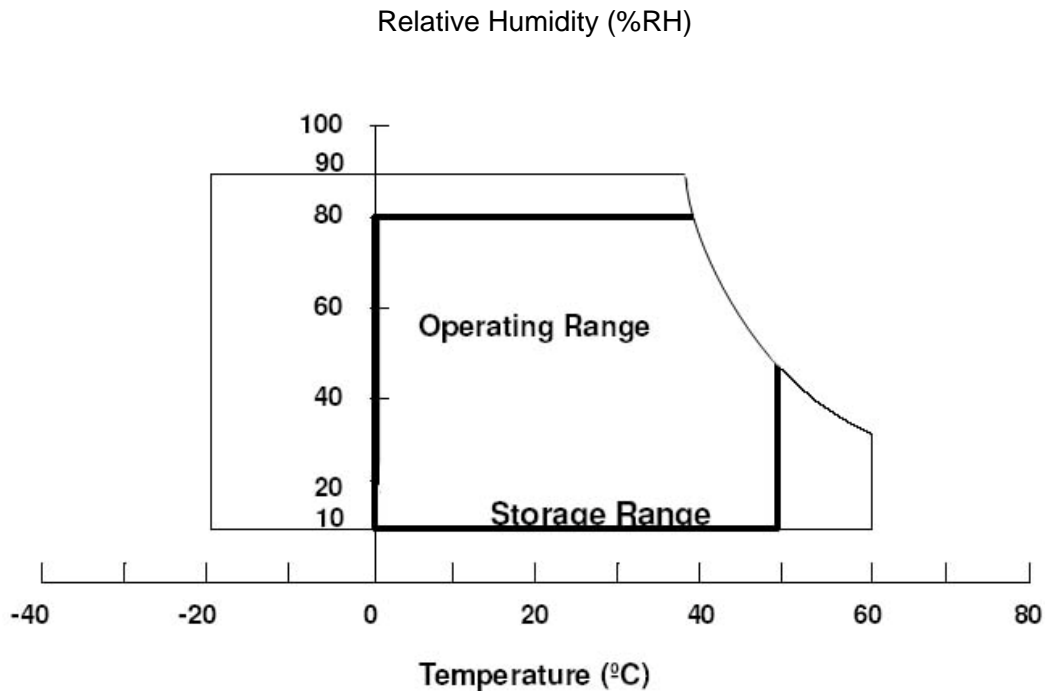 Relative Humidity (%RH)
100
90
80
60
Operating Range
40
20
10
Storage Range
-40 -20 0 20 40 60 80
Temperature (ºC)